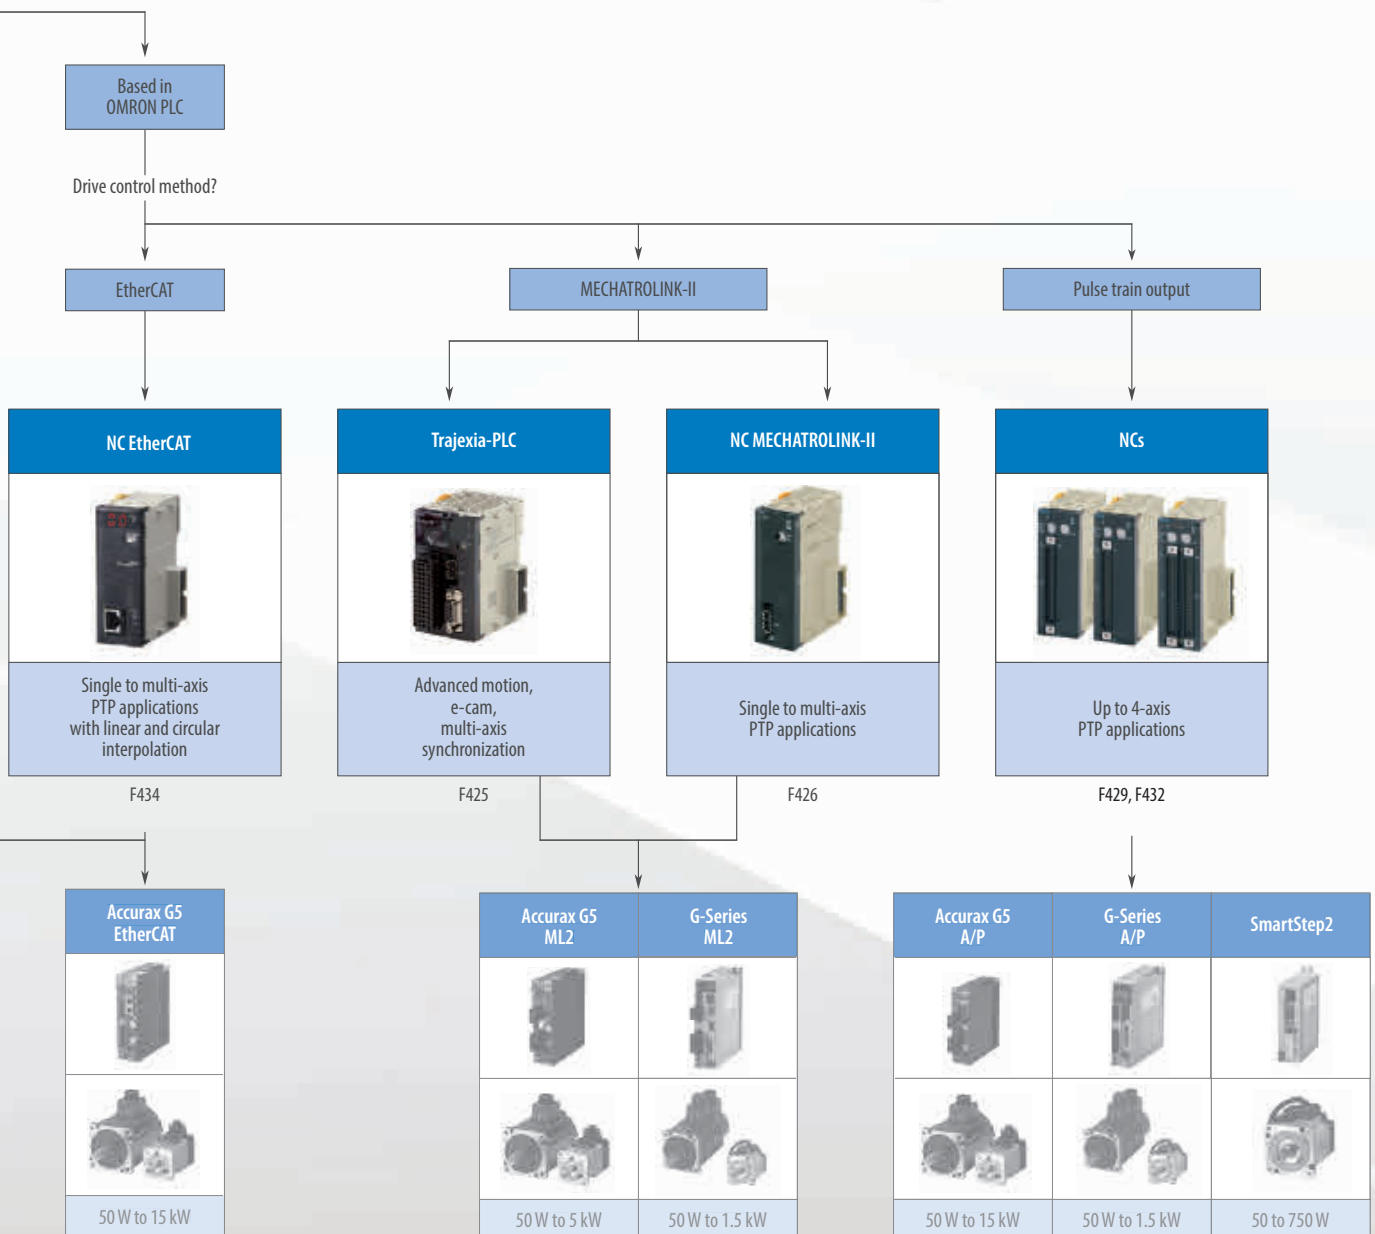 Based in
OMRON PLC
Drive control method?
EtherCAT
MECHATROLINK-II
Pulse train output
NC EtherCAT
Trajexia-PLC
NC MECHATROLINK-II
NCs
Single to multi-axis
PTP applications
with linear and circular
interpolation
Advanced motion,
e-cam,
multi-axis
synchronization
Single to multi-axis
PTP applications
Up to 4-axis
PTP applications
F434
F425
F426
F429, F432
Accurax G5
EtherCAT
Accurax G5
ML2
G-Series
ML2
Accurax G5
A/P
G-Series
A/P
SmartStep2
50 W to 15 kW
50 W to 5 kW
50 W to 1.5 kW
50 W to 15 kW
50 W to 1.5 kW
50 to 750 W